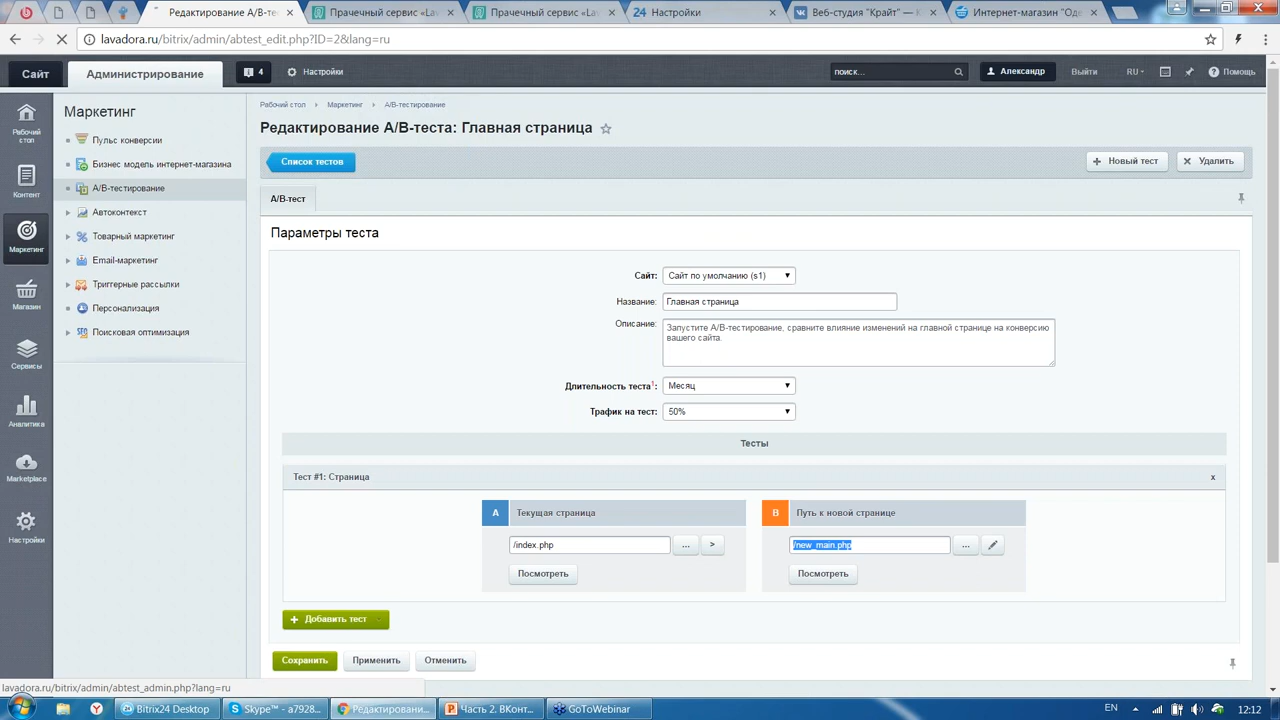 Редактирование A/B-те
Прачечный сервис «Lav
Прачечный сервис «Lav
24 Настройки
Веб-студия "Крайт" —
Интернет-магазин "Оде
lavadora.ru/bitrix/admin/abtest_edit.php?ID=2&lang=ru
Сайт
Администрирование
4
Настройки
поиск...
Александр
Выйти
RU
Помощь
Рабочий стол
Маркетинг
Контент
Маркетинг
Магазин
Сервисы
Аналитика
Marketplace
Настройки
Пульс конверсии
Бизнес модель интернет-магазина
A/B-тестирование
Автоконтекст
Товарный маркетинг
Email-маркетинг
Триггерные рассылки
Персонализация
Поисковая оптимизация
Рабочий стол
Маркетинг
A/B-тестирование
Редактирование A/B-теста: Главная страница
Список тестов
Новый тест
Удалить
A/B-тест
Параметры теста
Сайт: Сайт по умолчанию (s1)
Название: Главная страница
Описание: Запустите A/B-тестирование, сравните влияние изменений на главной странице на конверсию
вашего сайта.
Длительность теста1: Месяц
Трафик на тест: 50%
Тесты
Тест #1: Страница
x
A Текущая страница
B Путь к новой странице
/index.php ... >
/new_main.php ...
Посмотреть
Посмотреть
Добавить тест
Сохранить
Применить
Отменить
lavadora.ru/bitrix/admin/abtest_admin.php?lang=ru
Bitrix24 Desktop
Skype™ - a7928...
Редактировани...
Часть 2. ВКонт...
GoToWebinar
EN
12:12